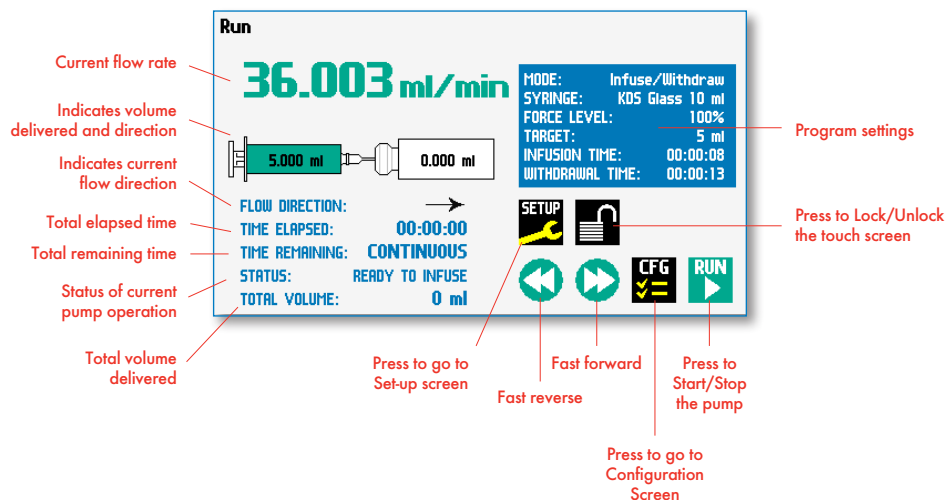 Run
Current flow rate
36.003 ml/min
Indicates volume
delivered and direction
5.000 ml
0.000 ml
MODE: Infuse/Withdraw
SYRINGE: KDS Glass 10 ml
FORCE LEVEL: 100%
TARGET: 5 ml
INFUSION TIME: 00:00:08
WITHDRAWAL TIME: 00:00:13
Program settings
Indicates current
flow direction
FLOW DIRECTION:
Total elapsed time
TIME ELAPSED: 00:00:00
Total remaining time
TIME REMAINING: CONTINUOUS
Status of current
pump operation
STATUS: READY TO INFUSE
TOTAL VOLUME: 0 ml
Total volume
delivered
SETUP
Press to Lock/Unlock
the touch screen
CFG
RUN
Press to go to
Set-up screen
Fast reverse
Fast forward
Press to
Start/Stop
the pump
Press to go to
Configuration
Screen